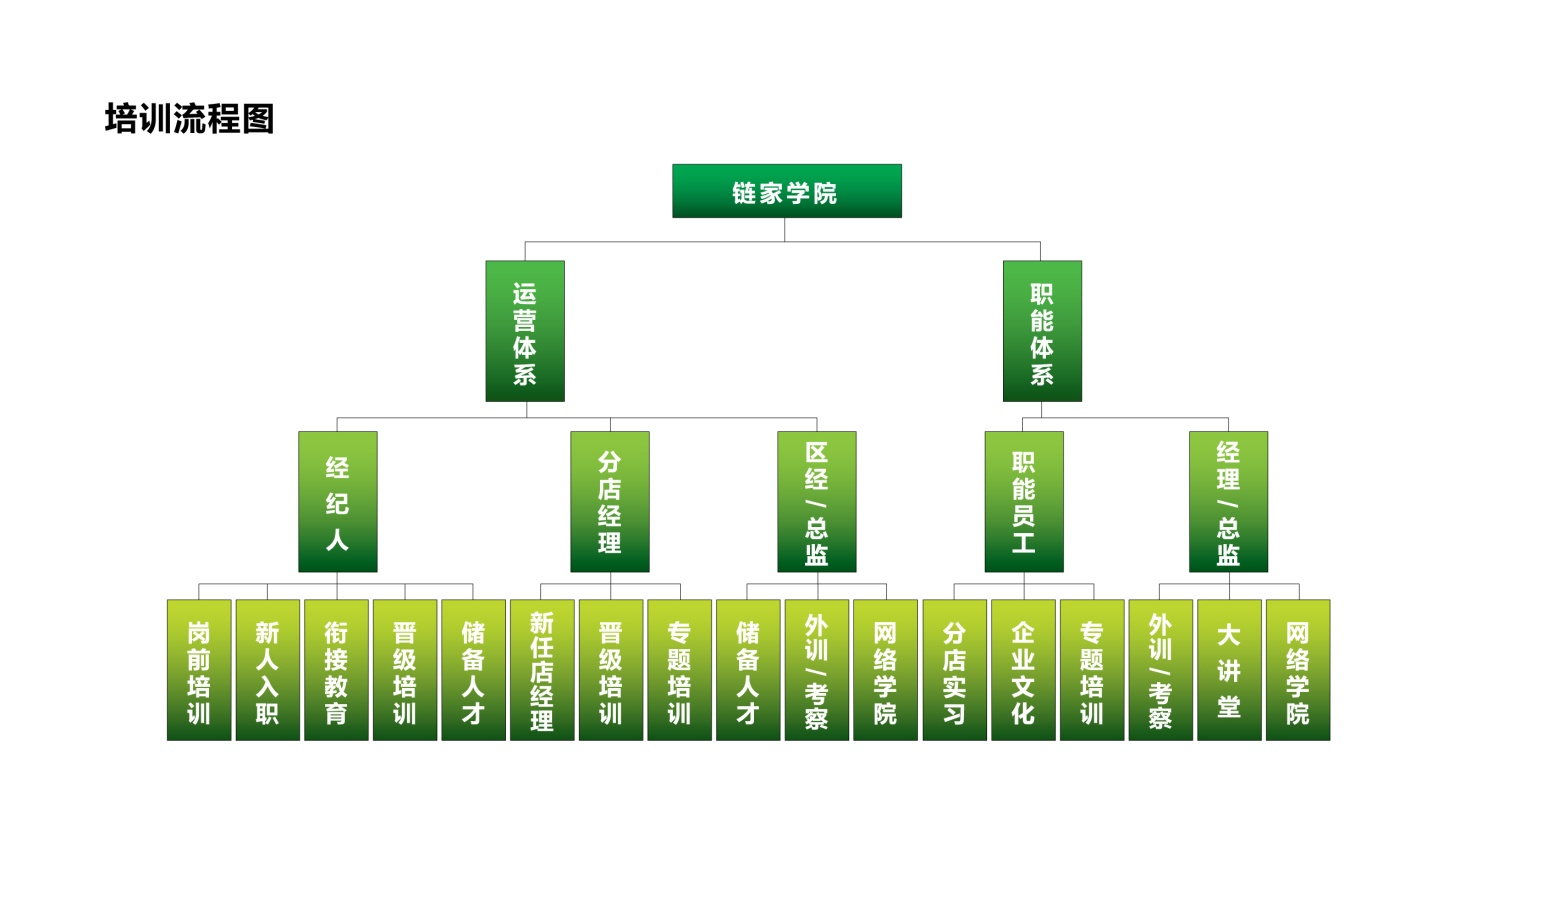 培训流程图
链家学院
运营体系
职能体系
经纪人
分店经理
区经/总监
职能员工
经理/总监
岗前培训
新人入职
衔接教育
晋级培训
储备人才
新任店经理
晋级培训
专题培训
储备人才
外训/考察
网络学院
分店实习
企业文化
专题培训
外训/考察
大讲堂
网络学院